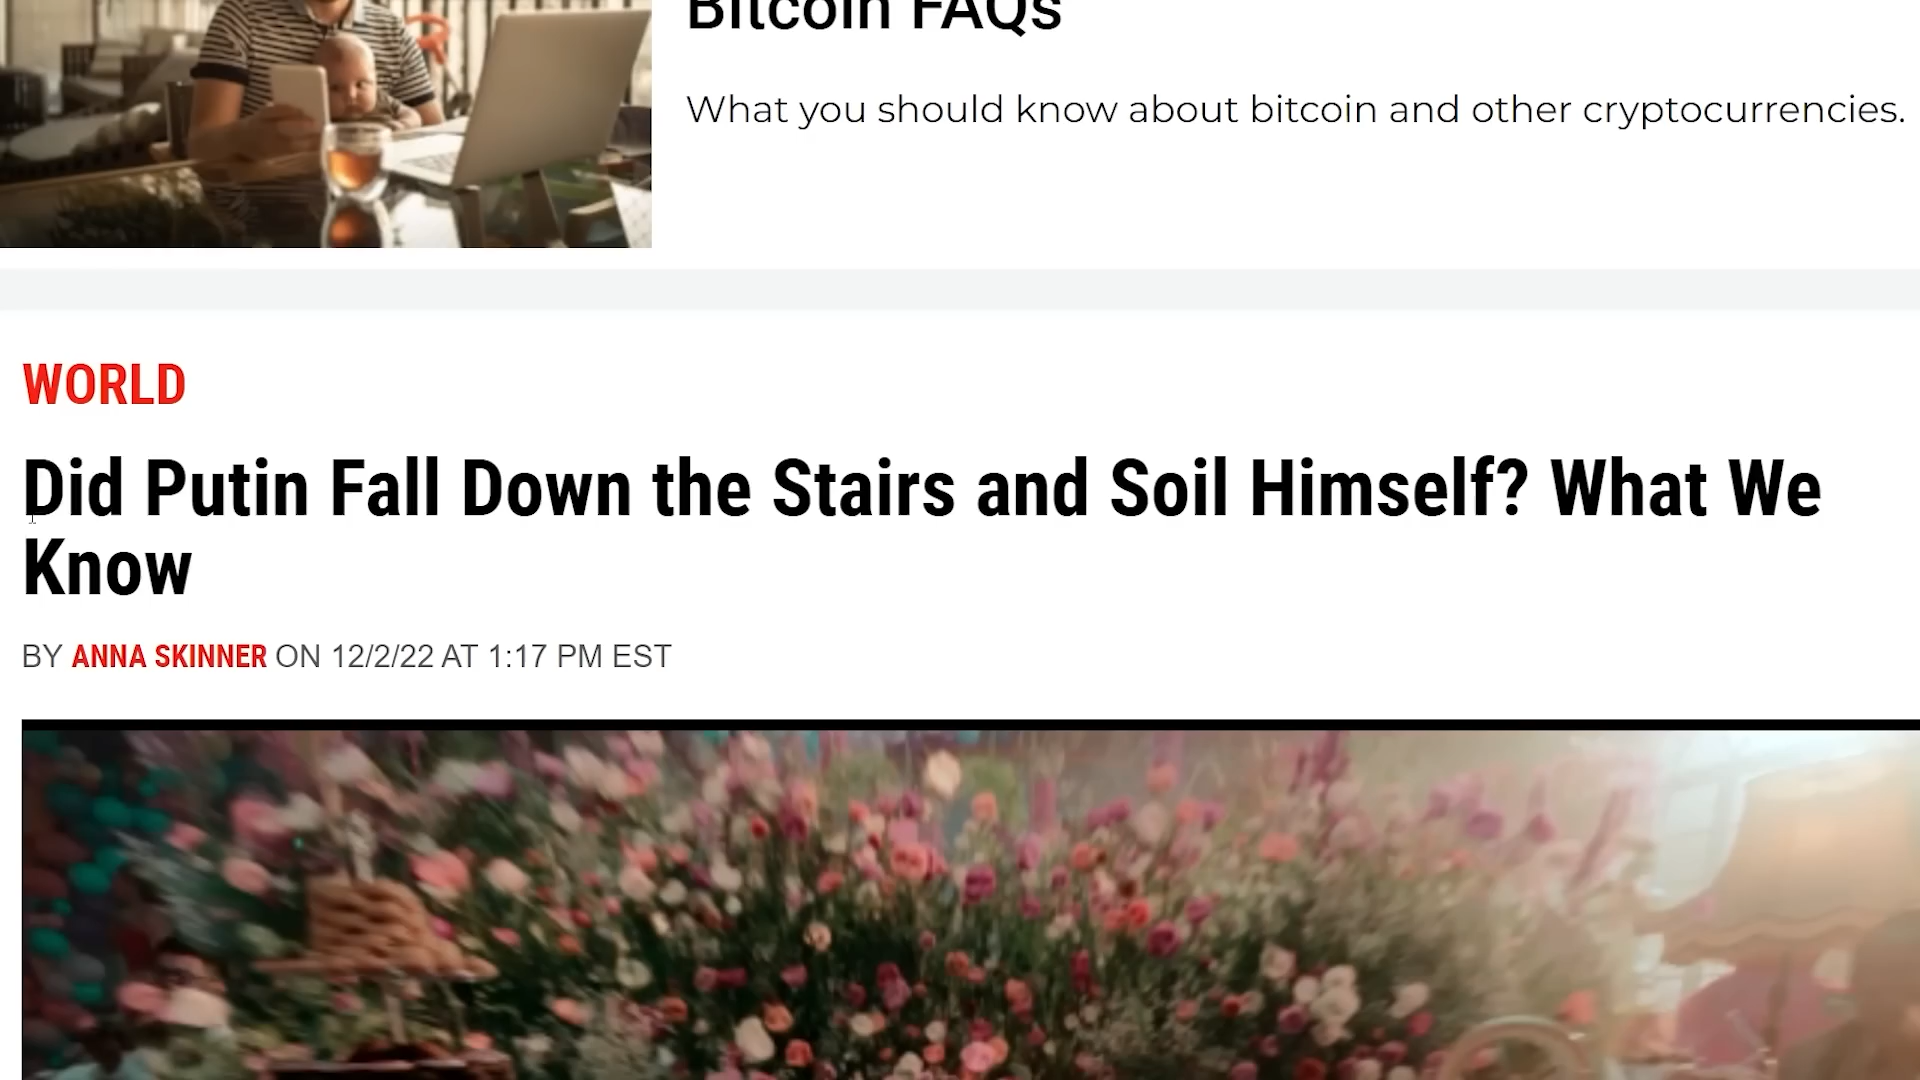 Bitcoin FAQs
What you should know about bitcoin and other cryptocurrencies.
WORLD
Did Putin Fall Down the Stairs and Soil Himself? What We
Know
BY ANNA SKINNER ON 12/2/22 AT 1:17 PM EST